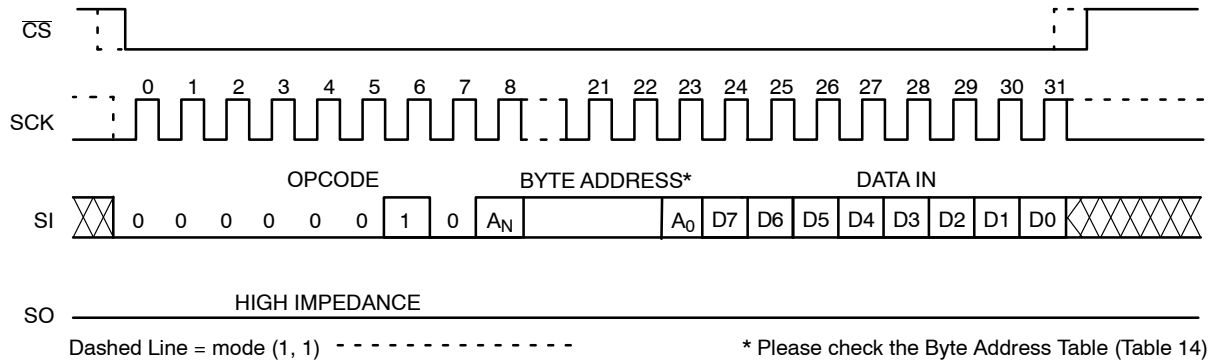 CS
0 1 2 3 4 5 6 7 8 21 22 23 24 25 26 27 28 29 30 31
SCK
OPCODE BYTE ADDRESS* DATA IN
SI 0 0 0 0 0 0 1 0 AN A0 D7 D6 D5 D4 D3 D2 D1 D0
HIGH IMPEDANCE
SO
Dashed Line = mode (1, 1) * Please check the Byte Address Table (Table 14)